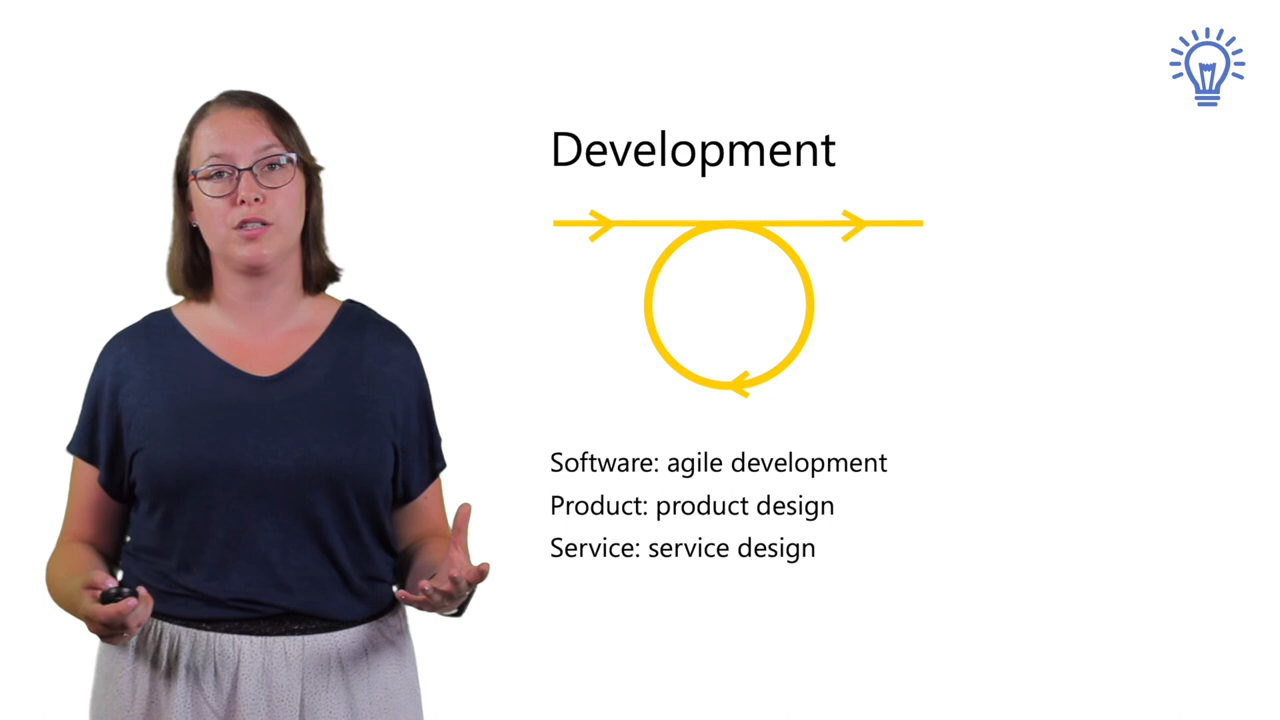 Development
Software: agile development
Product: product design
Service: service design